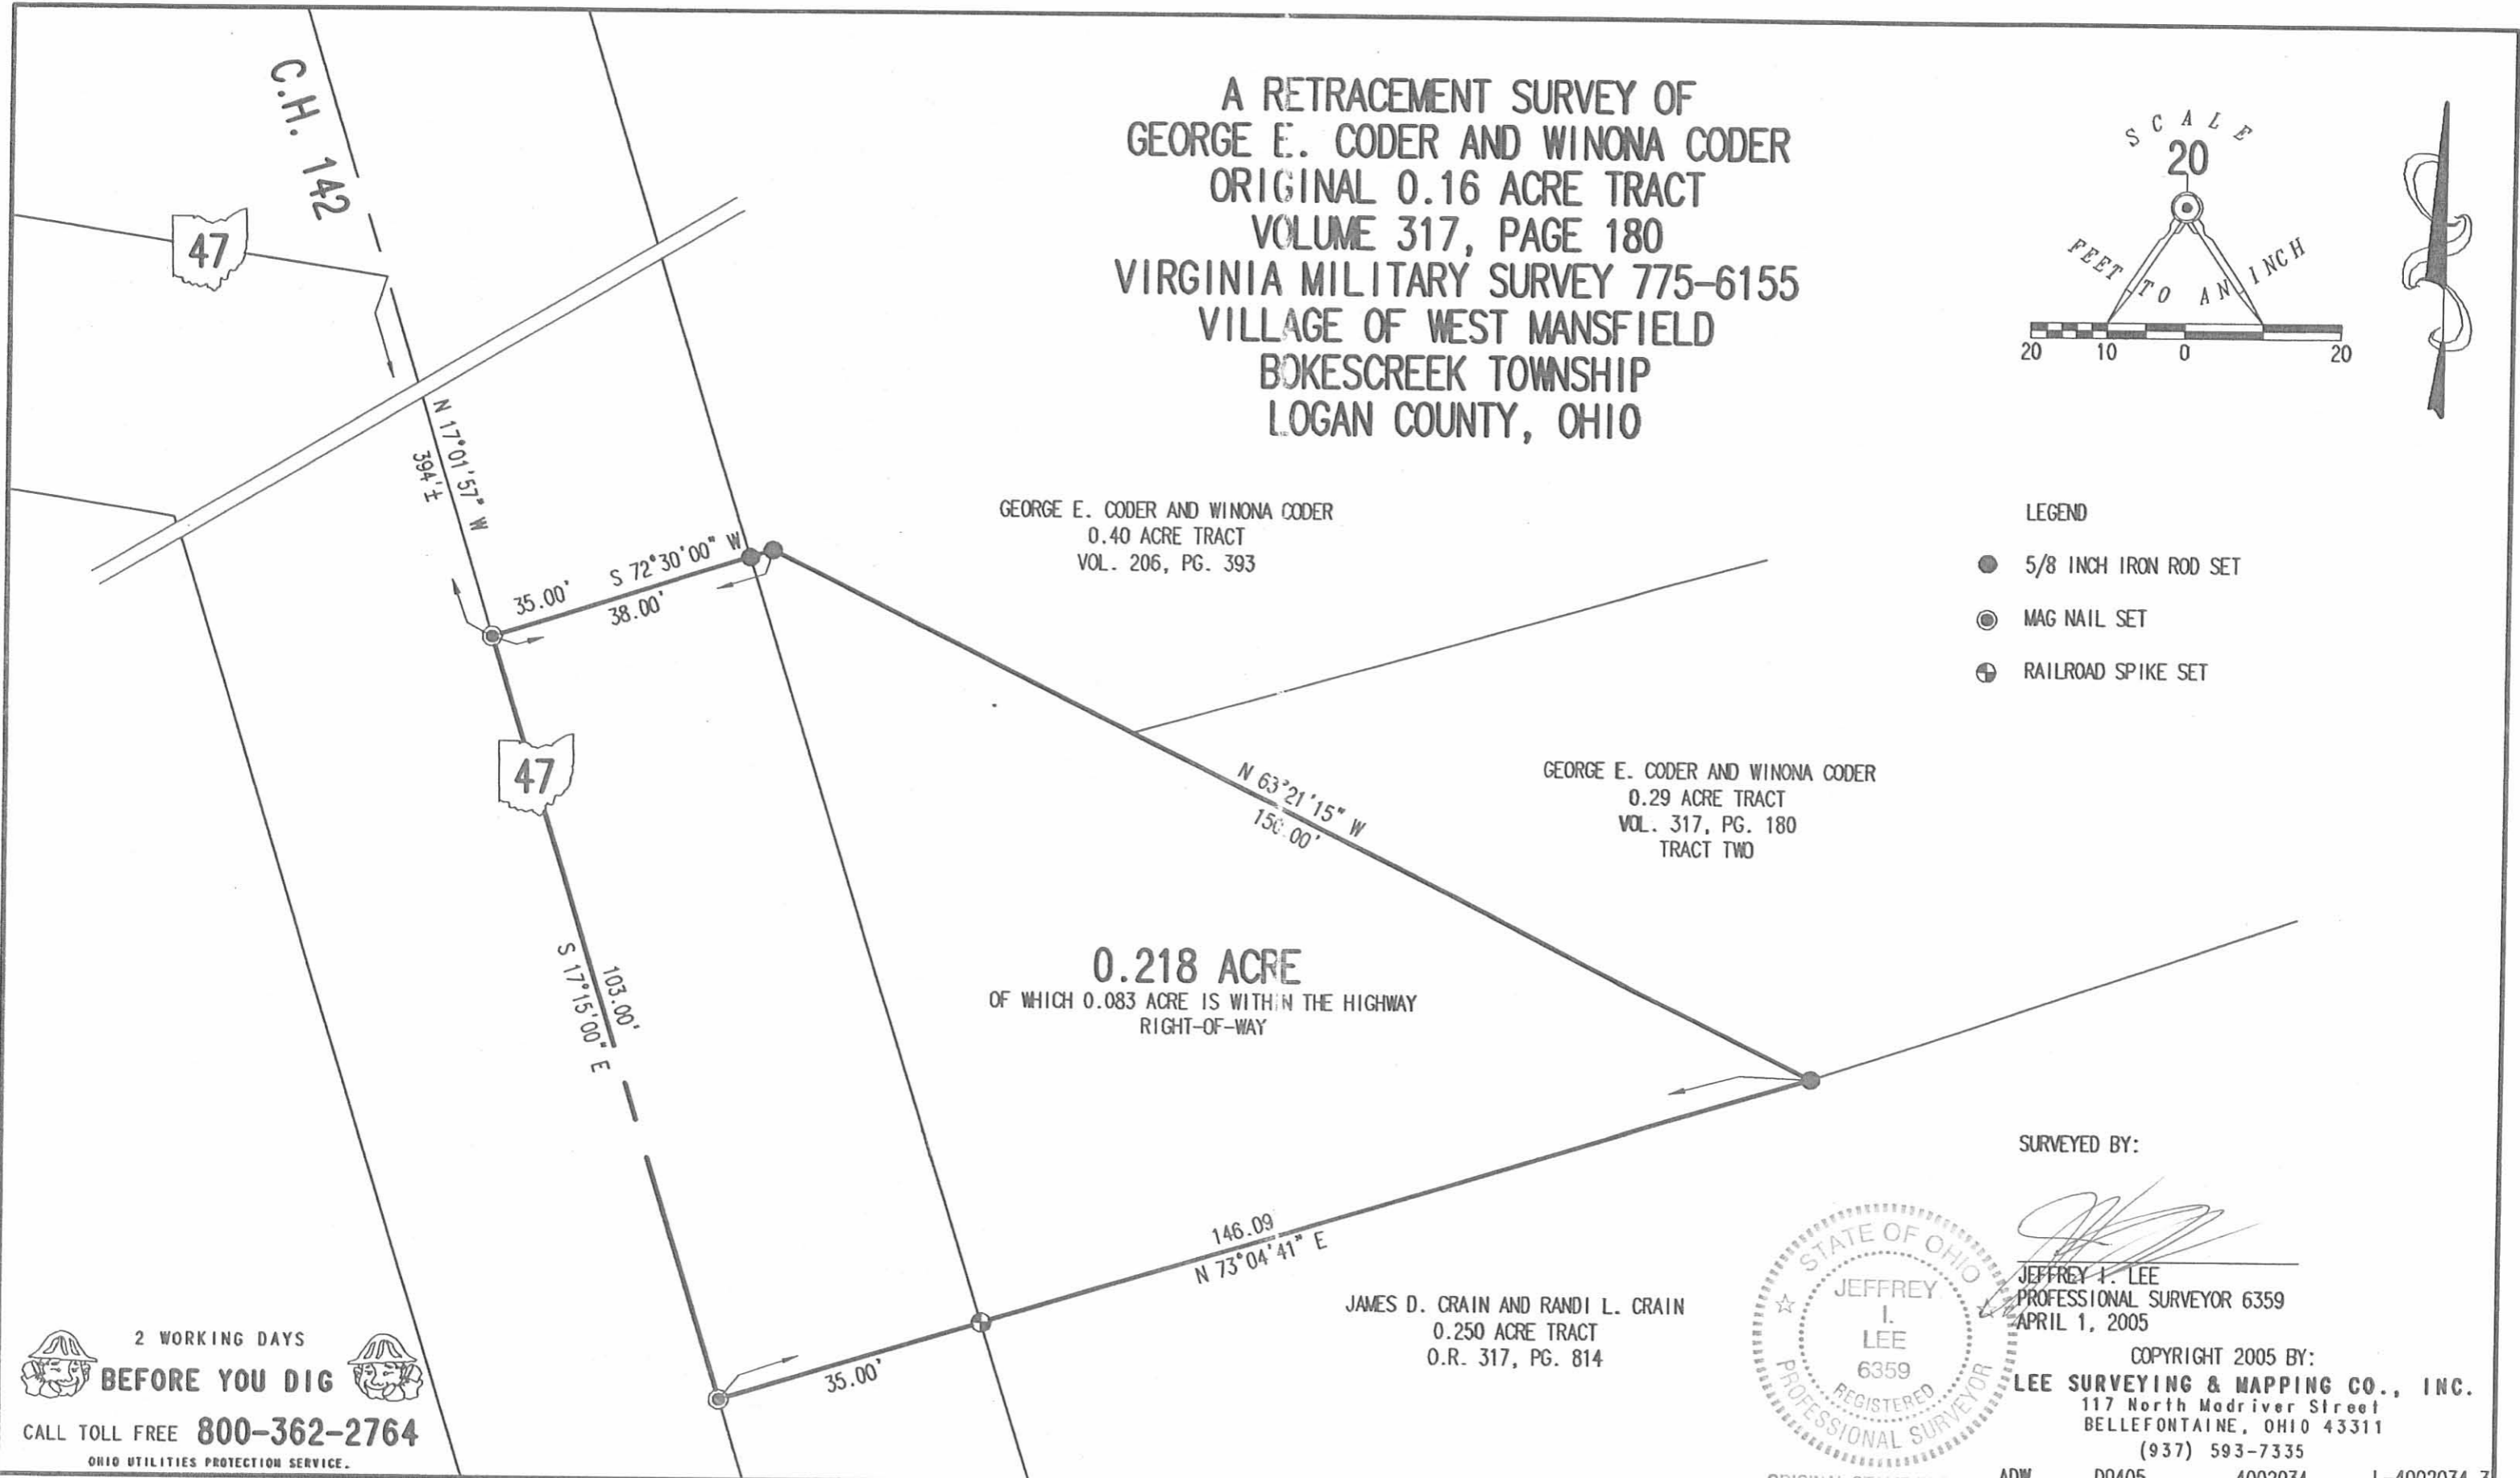 A RETRACEMENT SURVEY OF
GEORGE E. CODER AND WINONA CODER
ORIGINAL 0.16 ACRE TRACT
VOLUME 317, PAGE 180
VIRGINIA MILITARY SURVEY 775-6155
VILLAGE OF WEST MANSFIELD
BOKESCREEK TOWNSHIP
LOGAN COUNTY, OHIO
SCALE
20
FEET TO AN INCH
20 10 0 20
C.H. 142
47
N 17°01'57" W
394'±
GEORGE E. CODER AND WINONA CODER
0.40 ACRE TRACT
VOL. 206, PG. 393
LEGEND
5/8 INCH IRON ROD SET
MAG NAIL SET
RAILROAD SPIKE SET
35.00'
S 72°30'00" W
38.00'
47
N 63°21'15" W
150.00'
GEORGE E. CODER AND WINONA CODER
0.29 ACRE TRACT
VOL. 317, PG. 180
TRACT TWO
103.00'
S 17°15'00" E
0.218 ACRE
OF WHICH 0.083 ACRE IS WITHIN THE HIGHWAY
RIGHT-OF-WAY
146.09
N 73°04'41" E
35.00'
JAMES D. CRAIN AND RANDI L. CRAIN
0.250 ACRE TRACT
O.R. 317, PG. 814
STATE OF OHIO
JEFFREY
I.
LEE
6359
REGISTERED
PROFESSIONAL SURVEYOR
SURVEYED BY:
JEFFREY I. LEE
PROFESSIONAL SURVEYOR 6359
APRIL 1, 2005
COPYRIGHT 2005 BY:
LEE SURVEYING & MAPPING CO., INC.
117 North Madriver Street
BELLEFONTAINE, OHIO 43311
(937) 593-7335
2 WORKING DAYS
BEFORE YOU DIG
CALL TOLL FREE 800-362-2764
OHIO UTILITIES PROTECTION SERVICE.